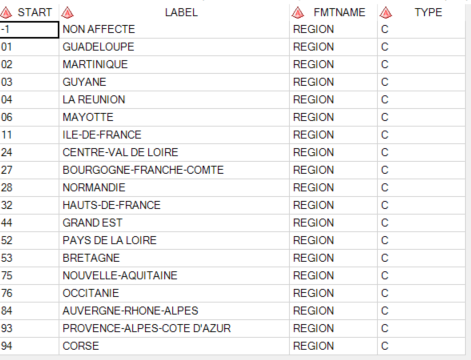 START LABEL FMTNAME TYPE
-1 NON AFFECTE REGION C
01 GUADELOUPE REGION C
02 MARTINIQUE REGION C
03 GUYANE REGION C
04 LA REUNION REGION C
06 MAYOTTE REGION C
11 ILE-DE-FRANCE REGION C
24 CENTRE-VAL DE LOIRE REGION C
27 BOURGOGNE-FRANCHE-COMTE REGION C
28 NORMANDIE REGION C
32 HAUTS-DE-FRANCE REGION C
44 GRAND EST REGION C
52 PAYS DE LA LOIRE REGION C
53 BRETAGNE REGION C
75 NOUVELLE-AQUITAINE REGION C
76 OCCITANIE REGION C
84 AUVERGNE-RHONE-ALPES REGION C
93 PROVENCE-ALPES-COTE D'AZUR REGION C
94 CORSE REGION C